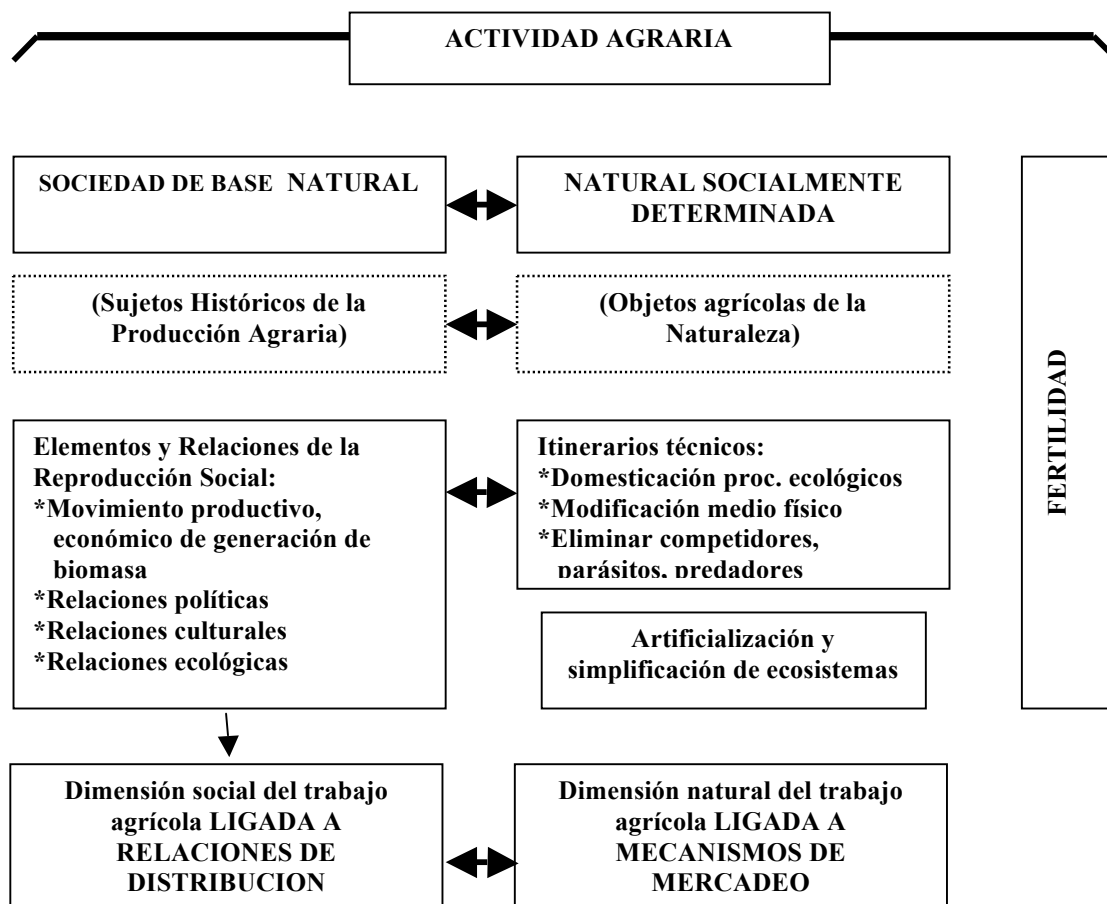 ACTIVIDAD AGRARIA
SOCIEDAD DE BASE NATURAL
NATURAL SOCIALMENTE
DETERMINADA
(Sujetos Históricos de la
Producción Agraria)
(Objetos agrícolas de la
Naturaleza)
FERTILIDAD
Elementos y Relaciones de la
Reproducción Social:
*Movimiento productivo,
económico de generación de
biomasa
*Relaciones políticas
*Relaciones culturales
*Relaciones ecológicas
Itinerarios técnicos:
*Domesticación proc. ecológicos
*Modificación medio físico
*Eliminar competidores,
parásitos, predadores
Artificialización y
simplificación de ecosistemas
Dimensión social del trabajo
agrícola LIGADA A
RELACIONES DE
DISTRIBUCION
Dimensión natural del trabajo
agrícola LIGADA A
MECANISMOS DE
MERCADEO